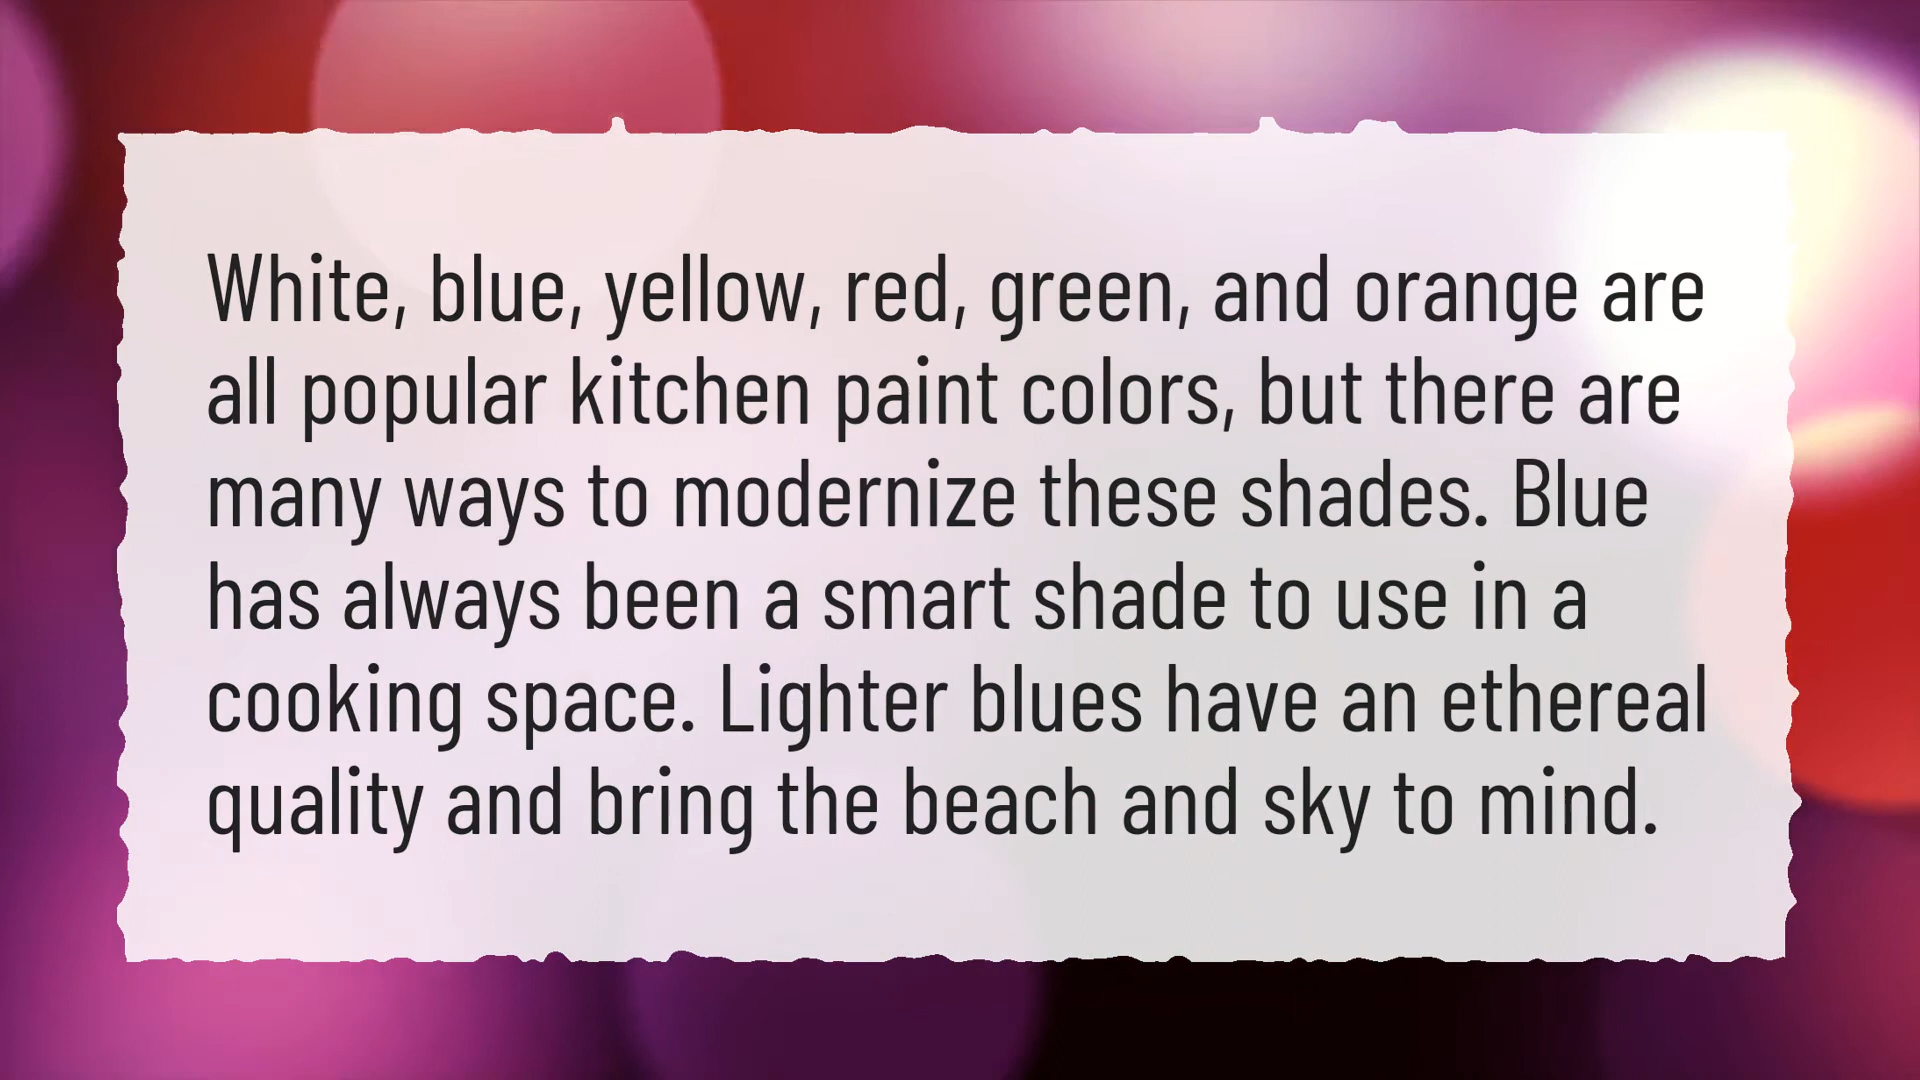 White, blue, yellow, red, green, and orange are
all popular kitchen paint colors, but there are
many ways to modernize these shades. Blue
has always been a smart shade to use in a
cooking space. Lighter blues have an ethereal
quality and bring the beach and sky to mind.